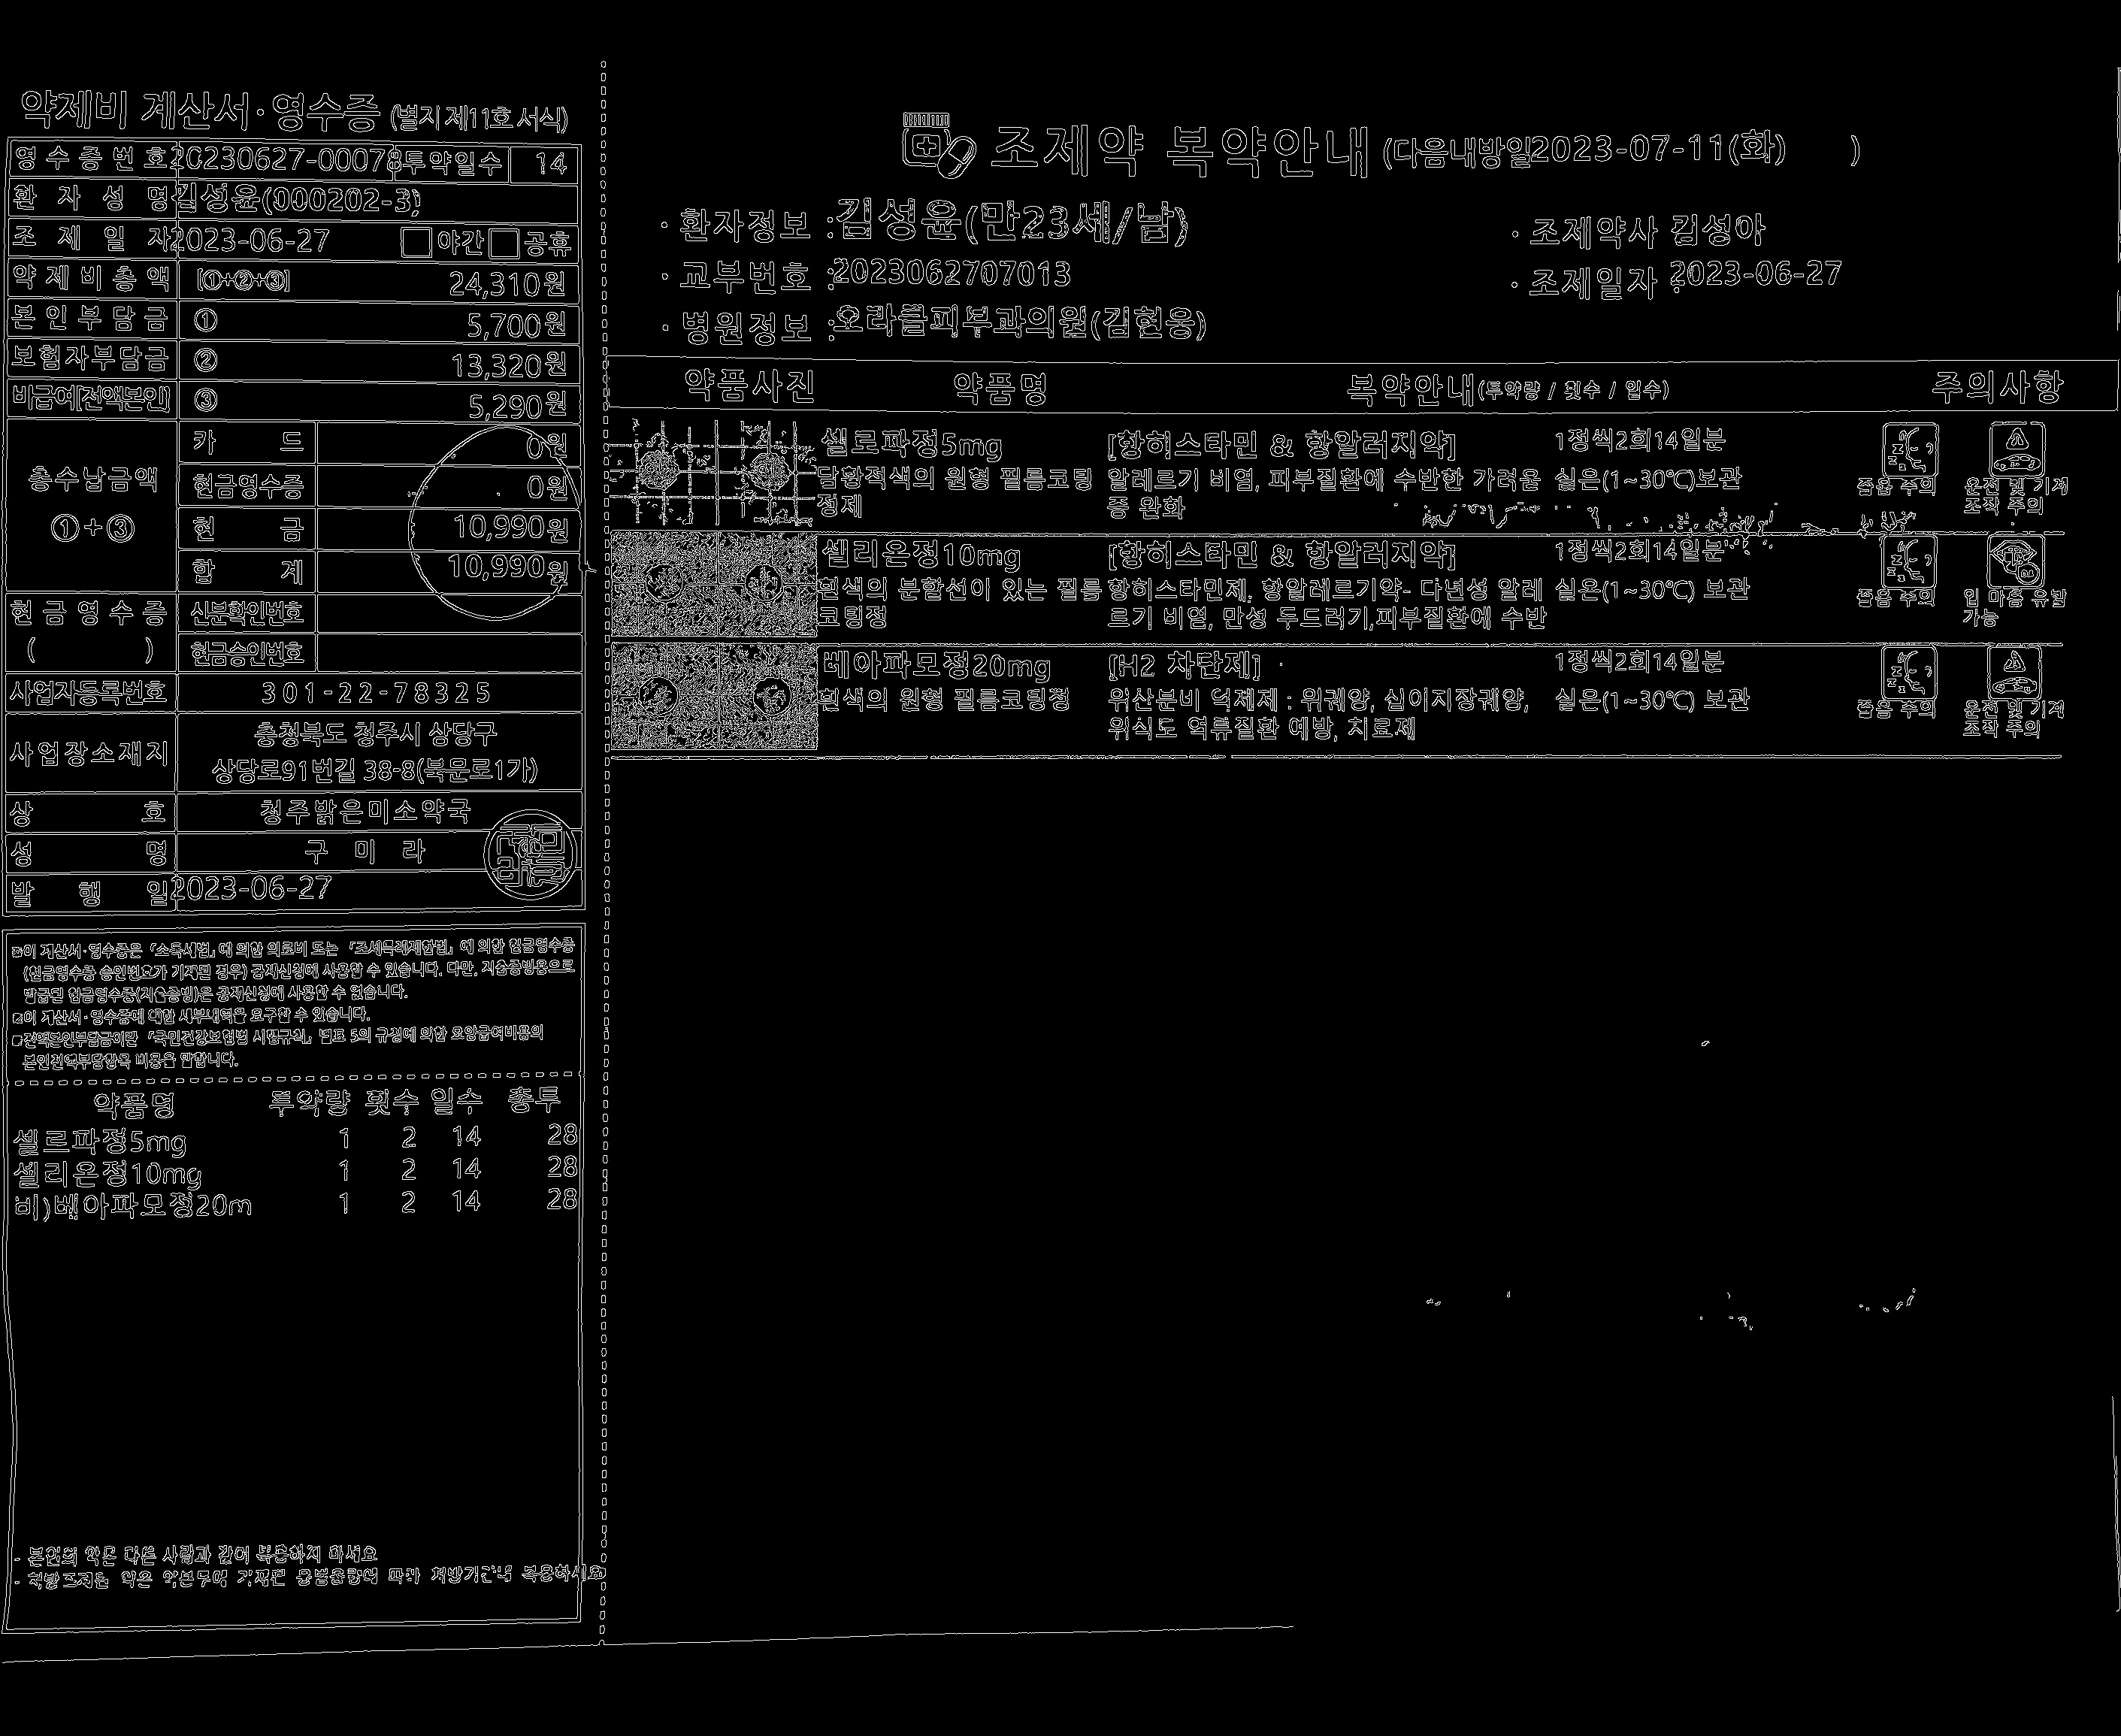 약제비 계산서·영수증 (별지 제11호 서식)
영수증번호 20230627-00078 투약일수 14
환자성명 김성윤(000202-3)
조제일자 2023-06-27 야간 공휴
약제비총액 [①+②+③] 24,310원
본인부담금 ① 5,700원
보험자부담금 ② 13,320원
비급여[전액본인] ③ 5,290원
총수납금액 ①+③
카드 0원
현금영수증 0원
현금 10,990원
합계 10,990원
현금영수증 ( )
신분확인번호
현금승인번호
사업자등록번호 301-22-78325
사업장소재지 충청북도 청주시 상당구
상당로91번길 38-8(북문로1가)
상호 청주밝은미소약국
성명 구미라
발행일 2023-06-27
이 계산서·영수증은 「소득세법」에 의한 의료비 또는 「조세특례제한법」에 의한 현금영수증
(현금영수증 승인번호가 기재된 경우) 공제신청에 사용할 수 있습니다. 다만, 지출증빙용으로
발급된 현금영수증(지출증빙)은 공제신청에 사용할 수 없습니다.
이 계산서·영수증에 대한 세부내역을 요구할 수 있습니다.
전액본인부담금이란 「국민건강보험법 시행규칙」 별표 5의 규정에 의한 요양급여비용의
본인전액부담항목 비용을 말합니다.
약품명 투약량 횟수 일수 총투
셀로파정5mg 1 2 14 28
셀리온정10mg 1 2 14 28
비)베아파모정20m 1 2 14 28
- 본인의 약은 다른 사람과 같이 복용하지 마세요
- 처방조제된 약은 약봉투에 기재된 용법용량에 따라 처방기간내 복용하세요
조제약 복약안내 (다음내방일2023-07-11(화) )
· 환자정보 : 김성윤(만23세/남)
· 조제약사 김성아
· 교부번호 : 2023062707013
· 조제일자 : 2023-06-27
· 병원정보 : 오라클피부과의원(김현웅)
약품사진 약품명 복약안내(투약량 / 횟수 / 일수) 주의사항
셀로파정5mg [항히스타민 & 항알러지약] 1정씩2회14일분
담황적색의 원형 필름코팅 알레르기 비염, 피부질환에 수반한 가려움 실온(1~30℃)보관 졸음 주의 운전 및 기계
정제 증 완화 조작 주의
셀리온정10mg [항히스타민 & 항알러지약] 1정씩2회14일분
흰색의 분할선이 있는 필름 항히스타민제, 항알레르기약- 다년성 알레 실온(1~30℃) 보관 졸음 주의 입 마름 유발
코팅정 르기 비염, 만성 두드러기,피부질환에 수반 가능
베아파모정20mg [H2 차단제] 1정씩2회14일분
흰색의 원형 필름코팅정 위산분비 억제제 : 위궤양, 십이지장궤양, 실온(1~30℃) 보관 졸음 주의 운전 및 기계
위식도 역류질환 예방, 치료제 조작 주의